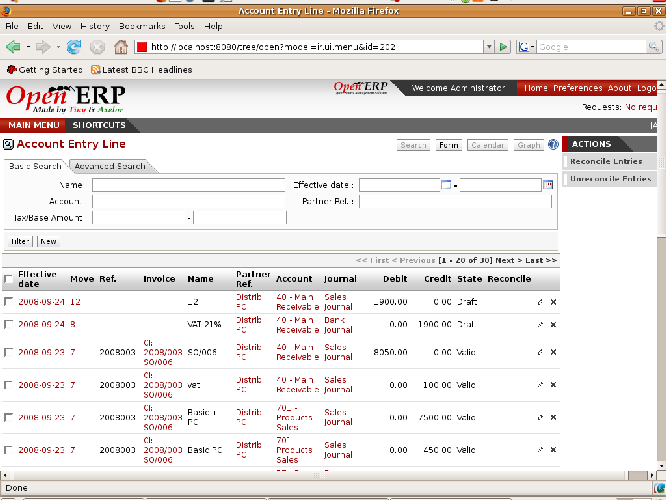 Account Entry Line - Mozilla Firefox
File Edit View History Bookmarks Tools Help
http://localhost:8080/tree/open?model=ir.ui.menu&id=202
Google
Getting Started Latest BBC Headlines
Open ERP
Made by Tiny & Axelor
Open ERP Welcome Administrator Home Preferences About Logo
Requests: No requ
MAIN MENU SHORTCUTS [A
Account Entry Line Search Form Calendar Graph ?
ACTIONS
Reconcile Entries
Unreconcile Entries
Basic Search Advanced Search
Name Effective date : -
Account Partner Ref. :
Tax/Base Amount -
Filter New
<< First < Previous [1 - 20 of 30] Next > Last >>
Effective date Move Ref. Invoice Name Partner Ref. Account Journal Debit Credit State Reconcile
2008-09-24 12 12 Distrib PC 40 - Main Receivable Sales Journal 1900.00 0.00 Draft
2008-09-24 8 VAT 21% Distrib PC 40 - Main Receivable Bank Journal 0.00 1900.00 Draft
2008-09-23 7 2008003 CI: 2008/003 SO/006 SO/006 Distrib PC 40 - Main Receivable Sales Journal 8050.00 0.00 Valid
2008-09-23 7 2008003 CI: 2008/003 SO/006 vat Distrib PC 40 - Main Receivable Sales Journal 0.00 100.00 Valid
2008-09-23 7 2008003 CI: 2008/003 SO/006 Basic+ PC Distrib PC 701 - Products Sales Sales Journal 0.00 7500.00 Valid
2008-09-23 7 2008003 CI: 2008/003 SO/006 Basic PC Distrib PC 701 - Products Sales Sales Journal 0.00 450.00 Valid
Done